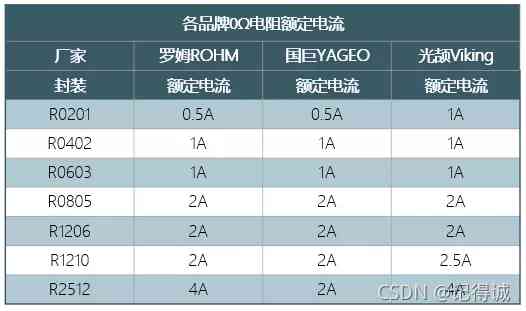 各品牌0Ω电阻额定电流
厂家 罗姆ROHM 国巨YAGEO 光颉Viking
封装 额定电流 额定电流 额定电流
R0201 0.5A 0.5A 1A
R0402 1A 1A 1A
R0603 1A 1A 1A
R0805 2A 2A 2A
R1206 2A 2A 2A
R1210 2A 2A 2.5A
R2512 4A 2A 4A
CSDN @记得诚